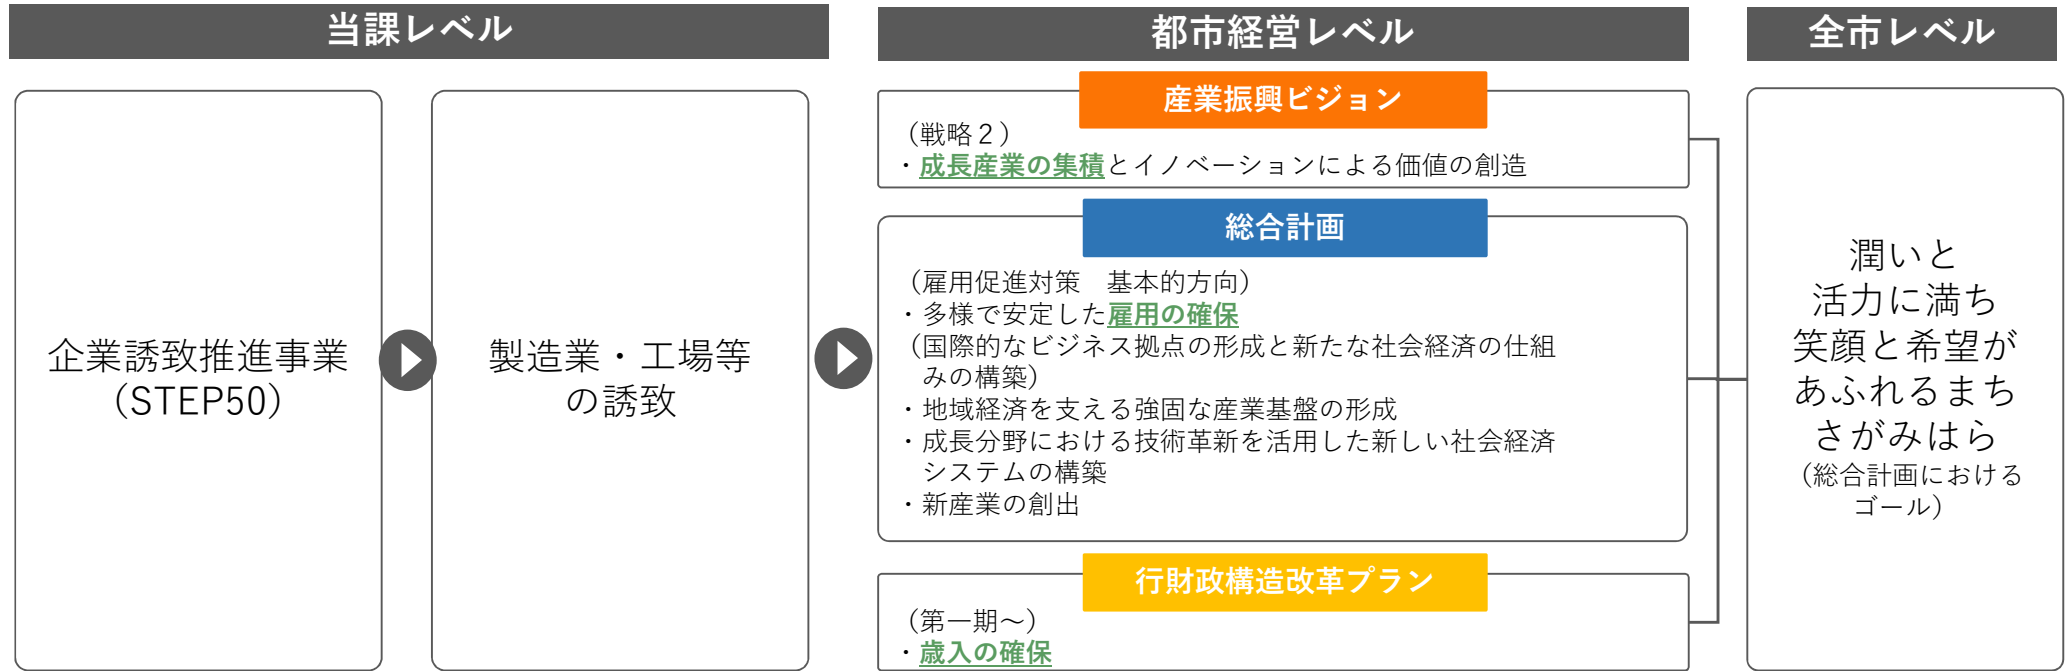 当課レベル
企業誘致推進事業
（STEP50）
製造業・工場等
の誘致
都市経営レベル
産業振興ビジョン
（戦略２）
・成長産業の集積とイノベーションによる価値の創造
総合計画
（雇用促進対策　基本的方向）
・多様で安定した雇用の確保
（国際的なビジネス拠点の形成と新たな社会経済の仕組
みの構築）
・地域経済を支える強固な産業基盤の形成
・成長分野における技術革新を活用した新しい社会経済
システムの構築
・新産業の創出
行財政構造改革プラン
（第一期～）
・歳入の確保
全市レベル
潤いと
活力に満ち
笑顔と希望が
あふれるまち
さがみはら
（総合計画における
ゴール）